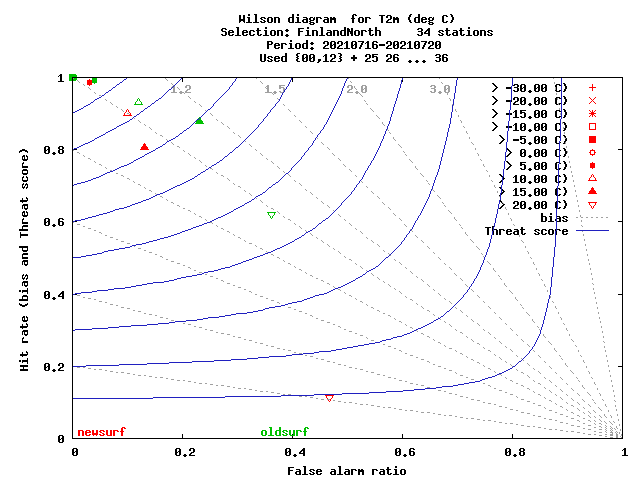 Wilson diagram  for T2m (deg C)
Selection: FinlandNorth     34 stations
Period: 20210716-20210720
Used {00,12} + 25 26 ... 36
1
0.8
0.6
0.4
0.2
0
1.2 1.5 2.0 3.0
> -30.00 C)
> -20.00 C)
> -15.00 C)
> -10.00 C)
> -5.00 C)
> 0.00 C)
> 5.00 C)
> 10.00 C)
> 15.00 C)
> 20.00 C)
bias
Threat score
Hit rate (bias and Threat score)
newsurf oldsurf
0 0.2 0.4 0.6 0.8 1
False alarm ratio